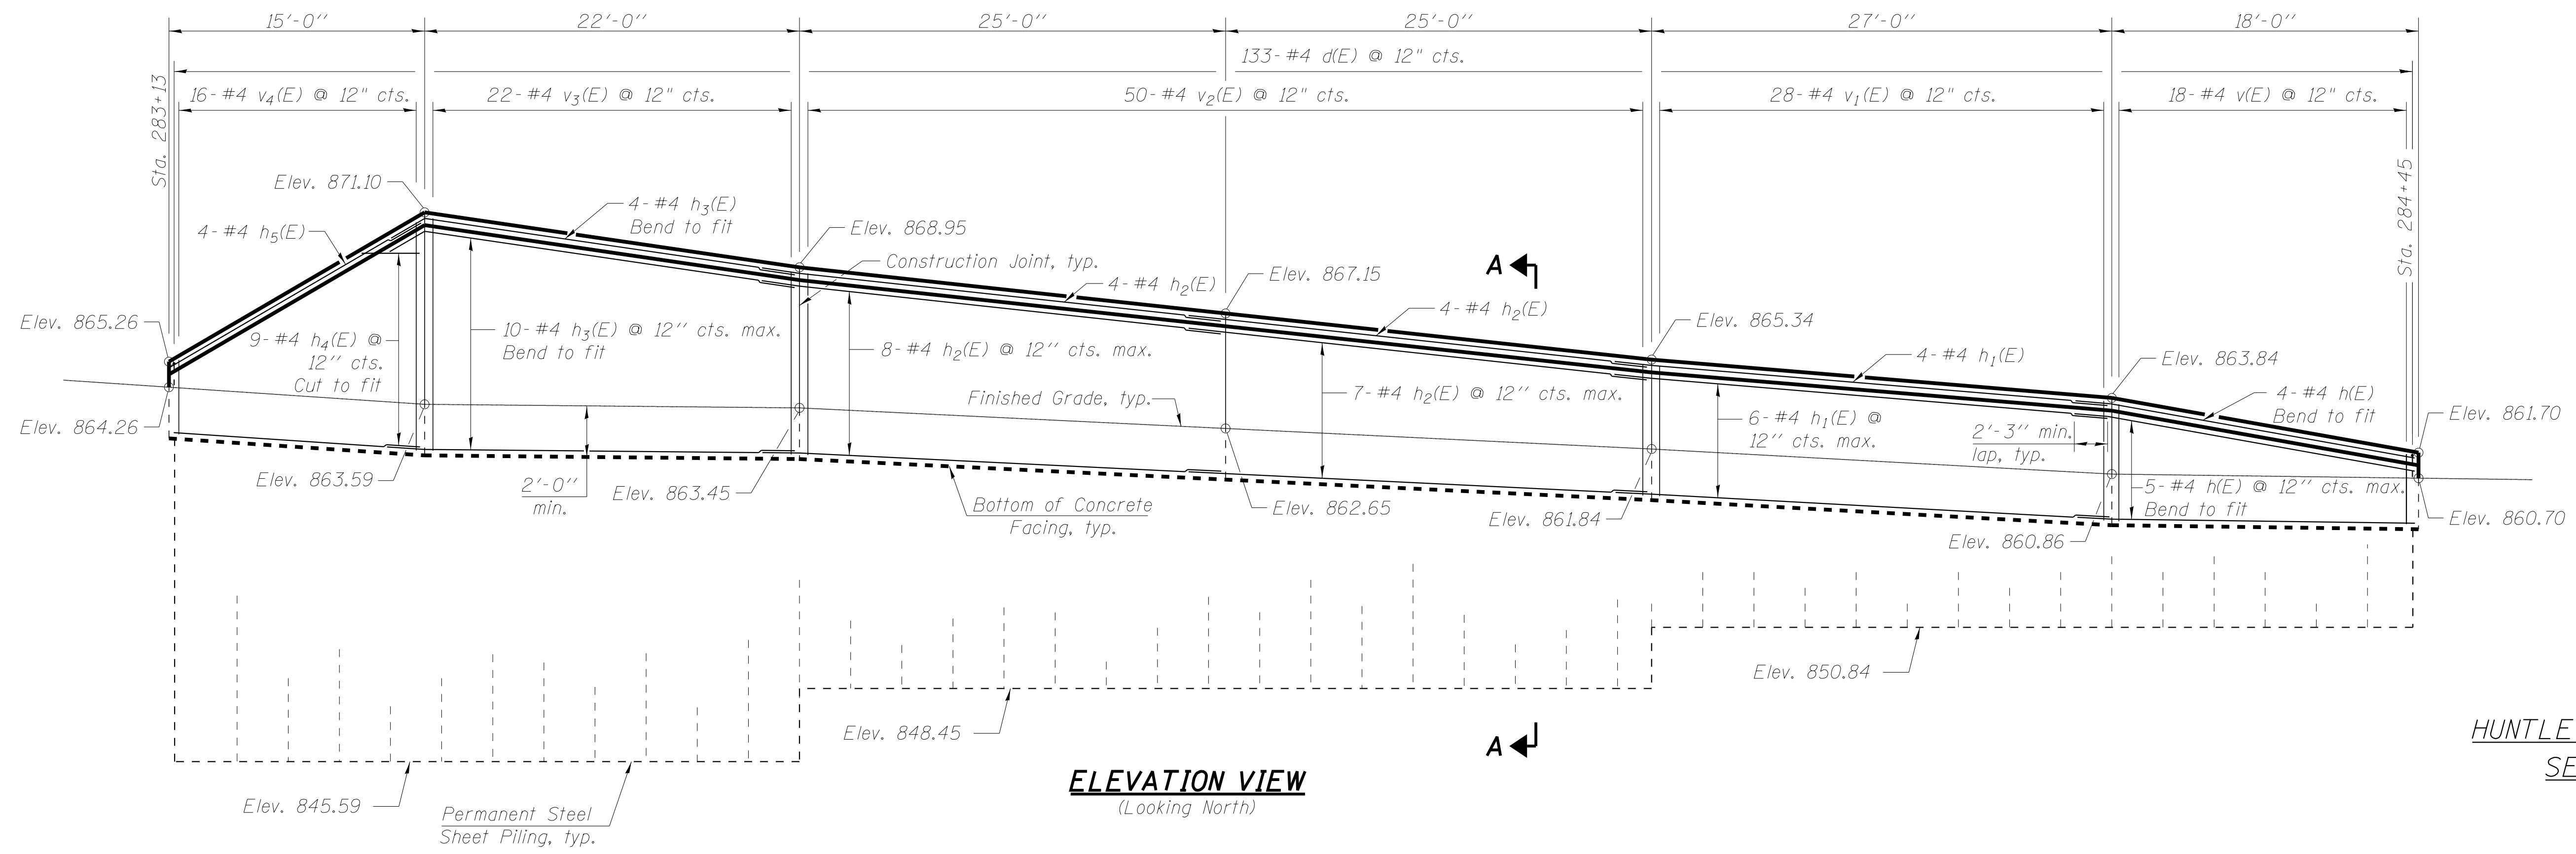 15'-0"
22'-0"
25'-0"
25'-0"
27'-0"
18'-0"
133-#4 d(E) @ 12" cts.
16-#4 v4(E) @ 12" cts.
22-#4 v3(E) @ 12" cts.
50-#4 v2(E) @ 12" cts.
28-#4 v1(E) @ 12" cts.
18-#4 v(E) @ 12" cts.
Sta. 283+13
Sta. 284+45
Elev. 871.10
4-#4 h3(E)
Bend to fit
4-#4 h5(E)
Elev. 868.95
Construction Joint, typ.
4-#4 h2(E)
Elev. 867.15
A
4-#4 h2(E)
Elev. 865.26
Elev. 865.34
9-#4 h4(E) @
12" cts.
Cut to fit
10-#4 h3(E) @ 12" cts. max.
Bend to fit
8-#4 h2(E) @ 12" cts. max.
4-#4 h1(E)
Elev. 863.84
Finished Grade, typ.
7-#4 h2(E) @ 12" cts. max.
4-#4 h(E)
Bend to fit
Elev. 861.70
6-#4 h1(E) @
12" cts. max.
2'-3" min.
lap, typ.
Elev. 864.26
Elev. 863.59
2'-0"
min.
Elev. 863.45
Bottom of Concrete
Facing, typ.
Elev. 862.65
Elev. 861.84
5-#4 h(E) @ 12" cts. max.
Bend to fit
Elev. 860.86
Elev. 860.70
Elev. 850.84
Elev. 848.45
A
HUNTLE
SE
ELEVATION VIEW
(Looking North)
Elev. 845.59
Permanent Steel
Sheet Piling, typ.